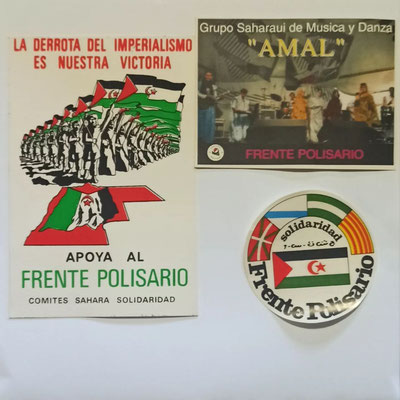 LA DERROTA DEL IMPERIALISMO
ES NUESTRA VICTORIA
APOYA AL
FRENTE POLISARIO
COMITES SAHARA SOLIDARIDAD
Grupo Saharaui de Musica y Danza
"AMAL"
FRENTE POLISARIO
solidaridad
Frente Polisario